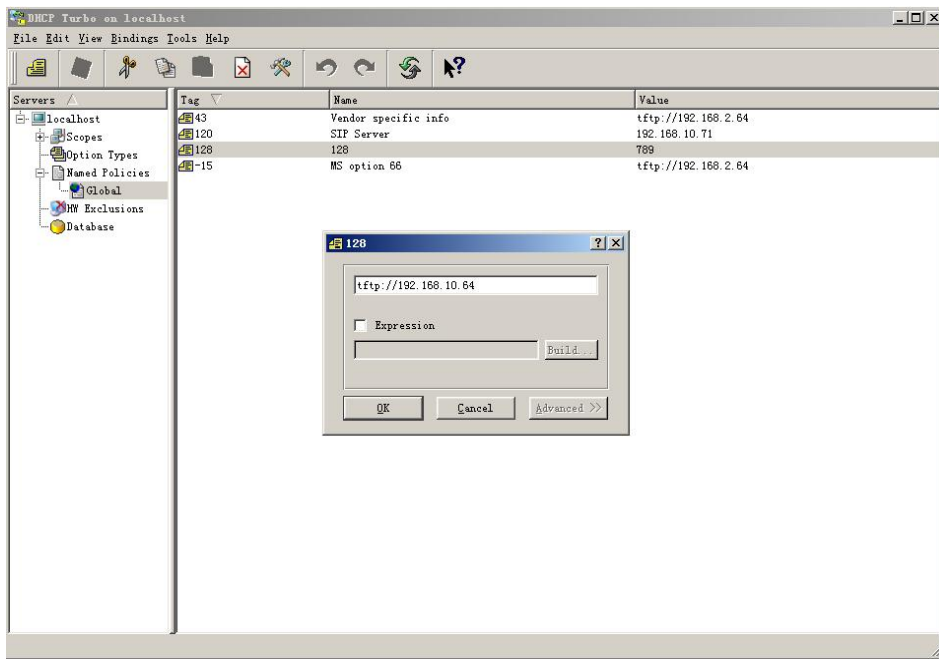 DHCP Turbo on localhost
File Edit View Bindings Tools Help
Servers
Tag Name Value
localhost
Scopes
Option Types
Named Policies
Global
HW Exclusions
Database
43 Vendor specific info tftp://192.168.2.64
120 SIP Server 192.168.10.71
128 128 789
-15 MS option 66 tftp://192.168.2.64
128
tftp://192.168.10.64
Expression
Build...
OK Cancel Advanced >>